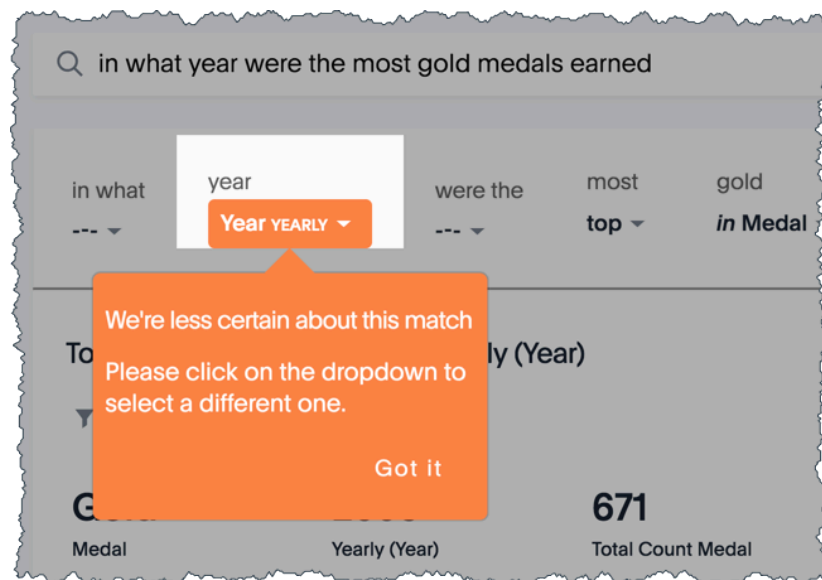 in what year were the most gold medals earned
in what year were the most gold
--- Year YEARLY --- top in Medal
We're less certain about this match
To ly (Year)
Please click on the dropdown to
select a different one.
Got it
671
Medal Yearly (Year) Total Count Medal